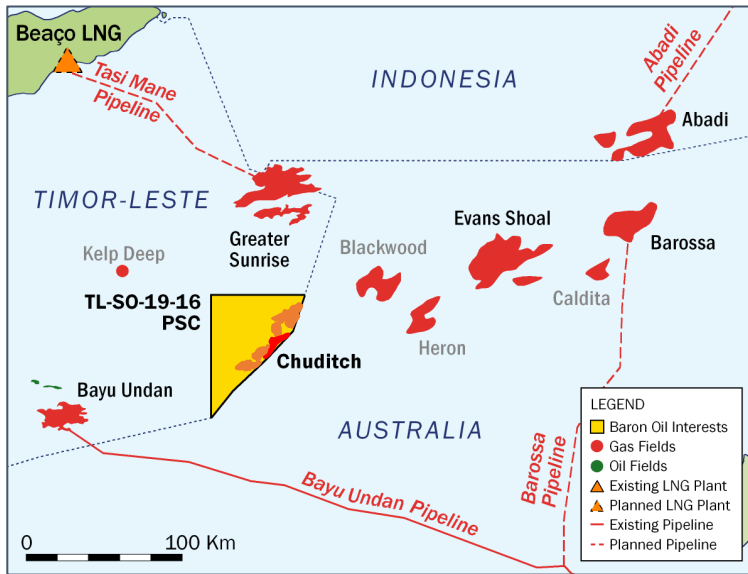 Beaço LNG
Tasi Mane
Pipeline
INDONESIA
Abadi
Pipeline
Abadi
TIMOR-LESTE
Greater
Sunrise
Kelp Deep
Blackwood
Evans Shoal
Barossa
Caldita
Heron
TL-SO-19-16
PSC
Chuditch
Bayu Undan
AUSTRALIA
Bayu Undan Pipeline
Barossa
Pipeline
LEGEND
Baron Oil Interests
Gas Fields
Oil Fields
Existing LNG Plant
Planned LNG Plant
Existing Pipeline
Planned Pipeline
0 100 Km